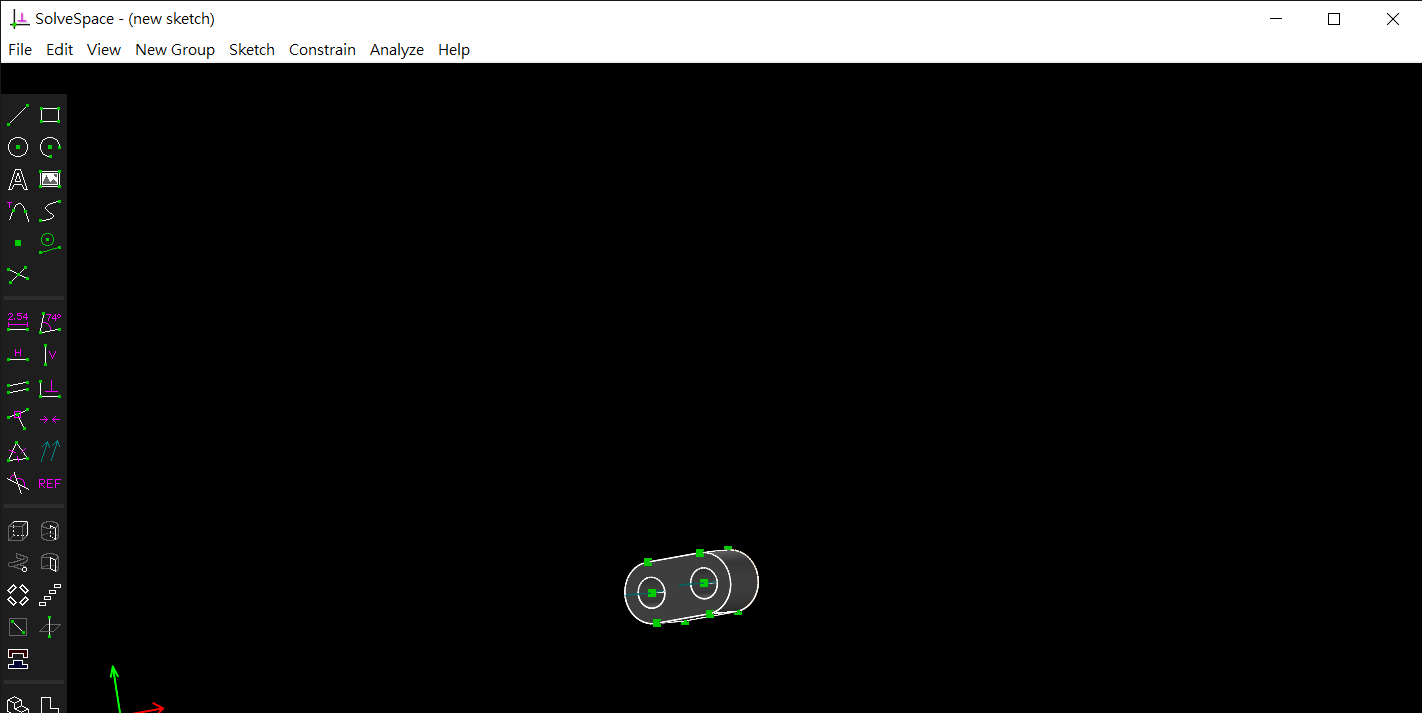 SolveSpace - (new sketch)
File Edit View New Group Sketch Constrain Analyze Help
A
T
2.54 74°
H V
REF